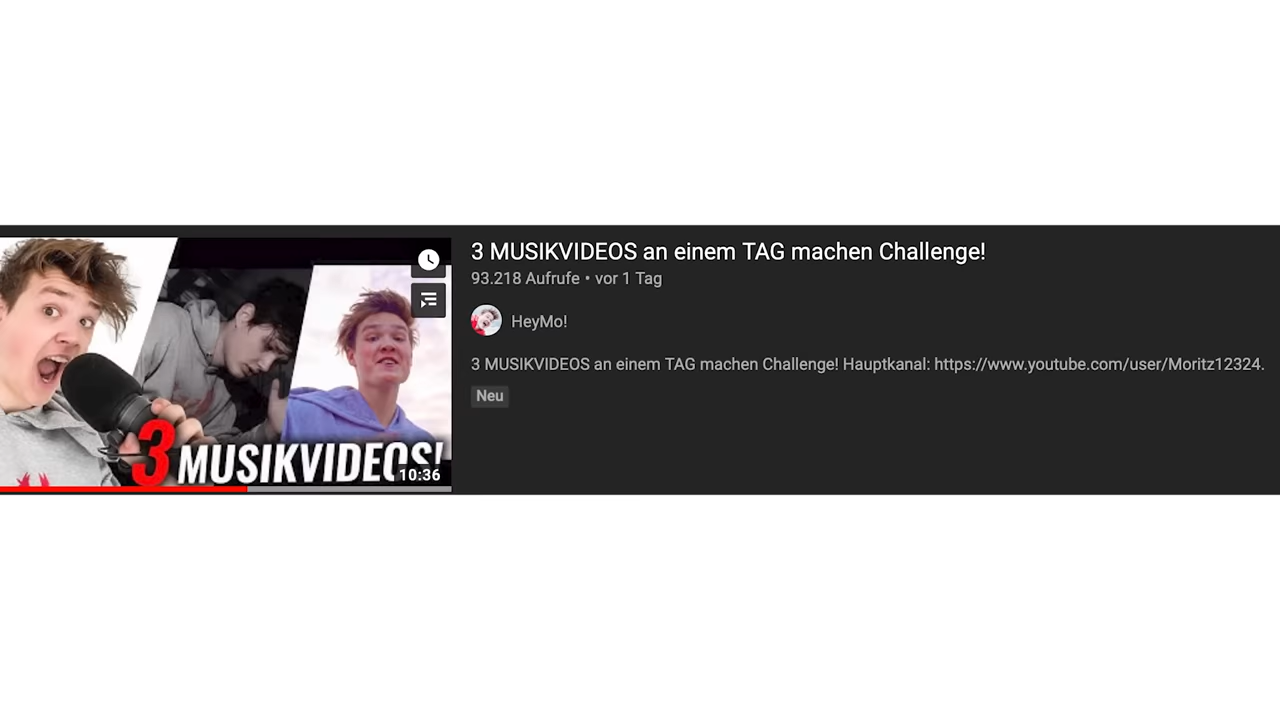 3 MUSIKVIDEOS!
10:36
3 MUSIKVIDEOS an einem TAG machen Challenge!
93.218 Aufrufe • vor 1 Tag
HeyMo!
3 MUSIKVIDEOS an einem TAG machen Challenge! Hauptkanal: https://www.youtube.com/user/Moritz12324.
Neu